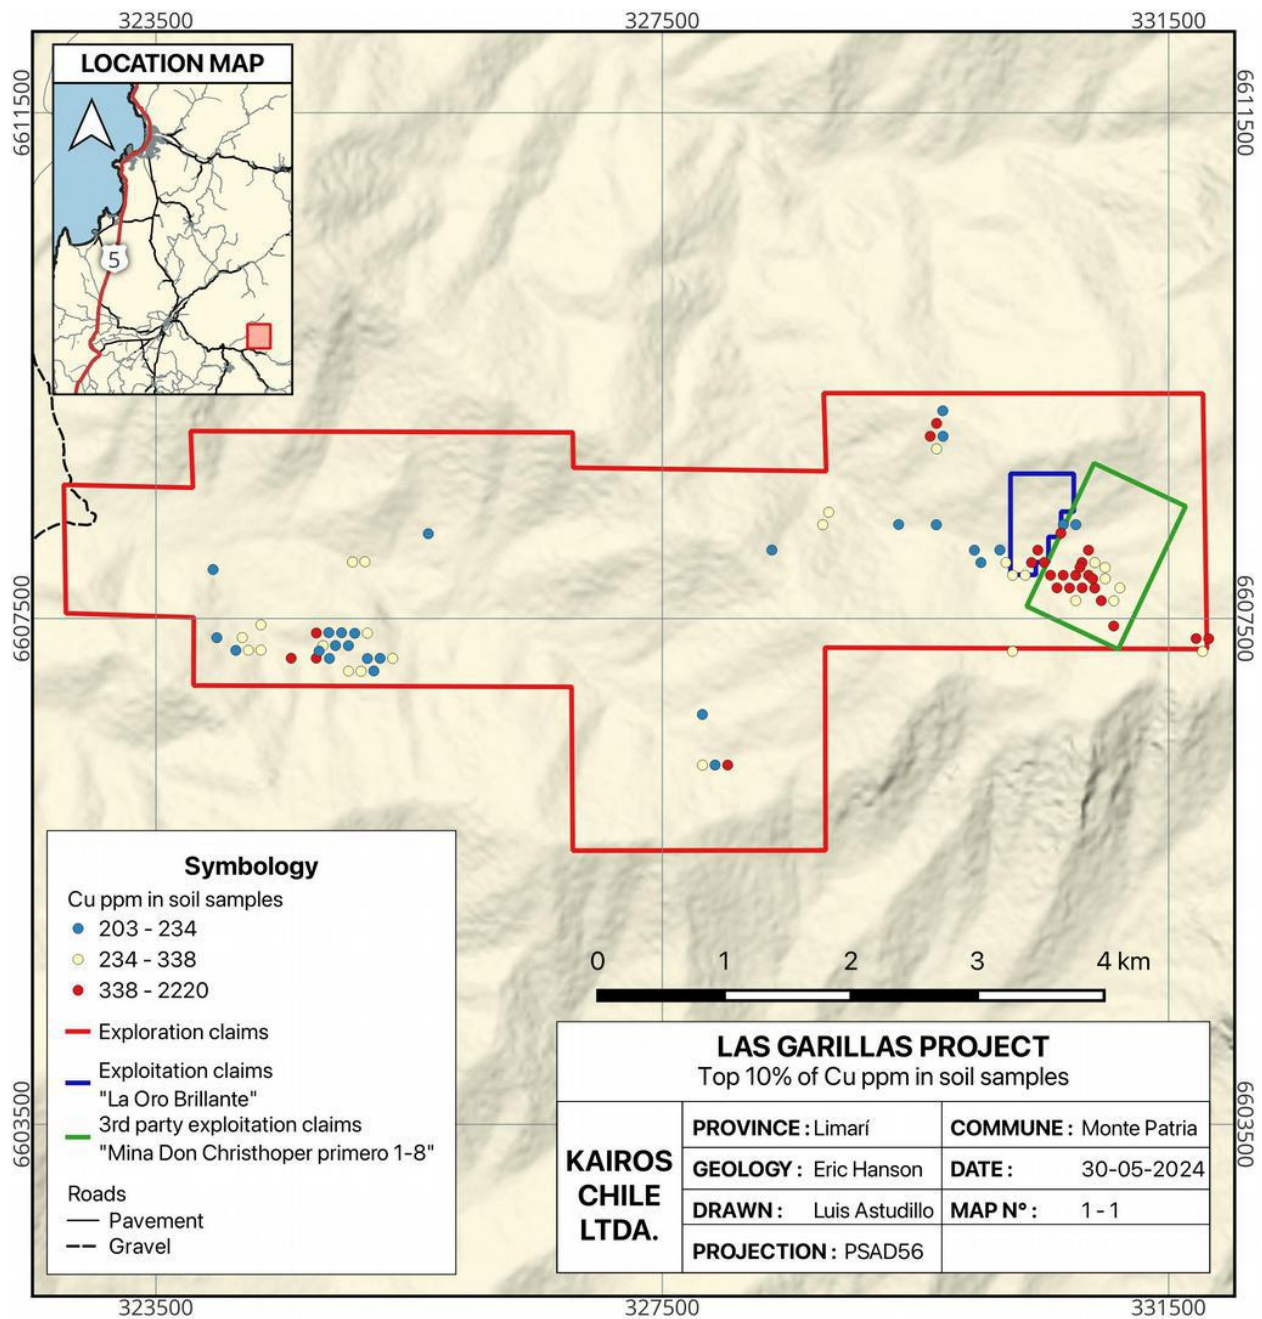 323500 327500 331500
6611500
6611500
LOCATION MAP
5
6607500
6607500
Symbology
Cu ppm in soil samples
203 - 234
234 - 338
338 - 2220
Exploration claims
Exploitation claims
"La Oro Brillante"
3rd party exploitation claims
"Mina Don Christhoper primero 1-8"
Roads
Pavement
Gravel
0 1 2 3 4 km
LAS GARILLAS PROJECT
Top 10% of Cu ppm in soil samples
KAIROS
CHILE
LTDA.
PROVINCE : Limarí COMMUNE : Monte Patria
GEOLOGY : Eric Hanson DATE : 30-05-2024
DRAWN : Luis Astudillo MAP N° : 1 - 1
PROJECTION : PSAD56
6603500
6603500
323500 327500 331500